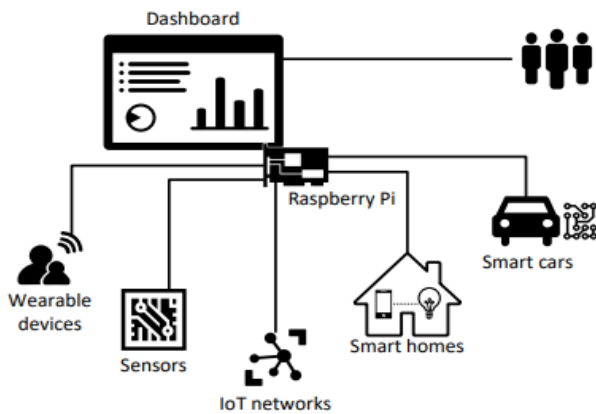 Dashboard
Raspberry Pi
Smart cars
Wearable
devices
Sensors
Smart homes
IoT networks